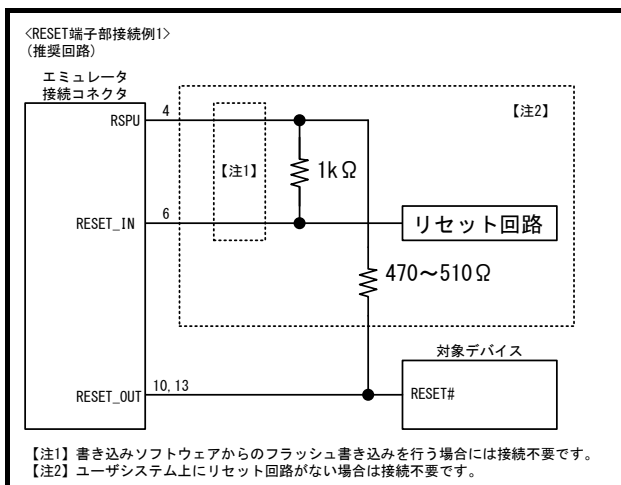 <RESET端子部接続例1>
(推奨回路)
エミュレータ
接続コネクタ
RSPU
4
【注2】
【注1】
1kΩ
RESET_IN
6
リセット回路
470～510Ω
対象デバイス
RESET_OUT
10, 13
RESET#
【注1】書き込みソフトウェアからのフラッシュ書き込みを行う場合には接続不要です。
【注2】ユーザシステム上にリセット回路がない場合は接続不要です。